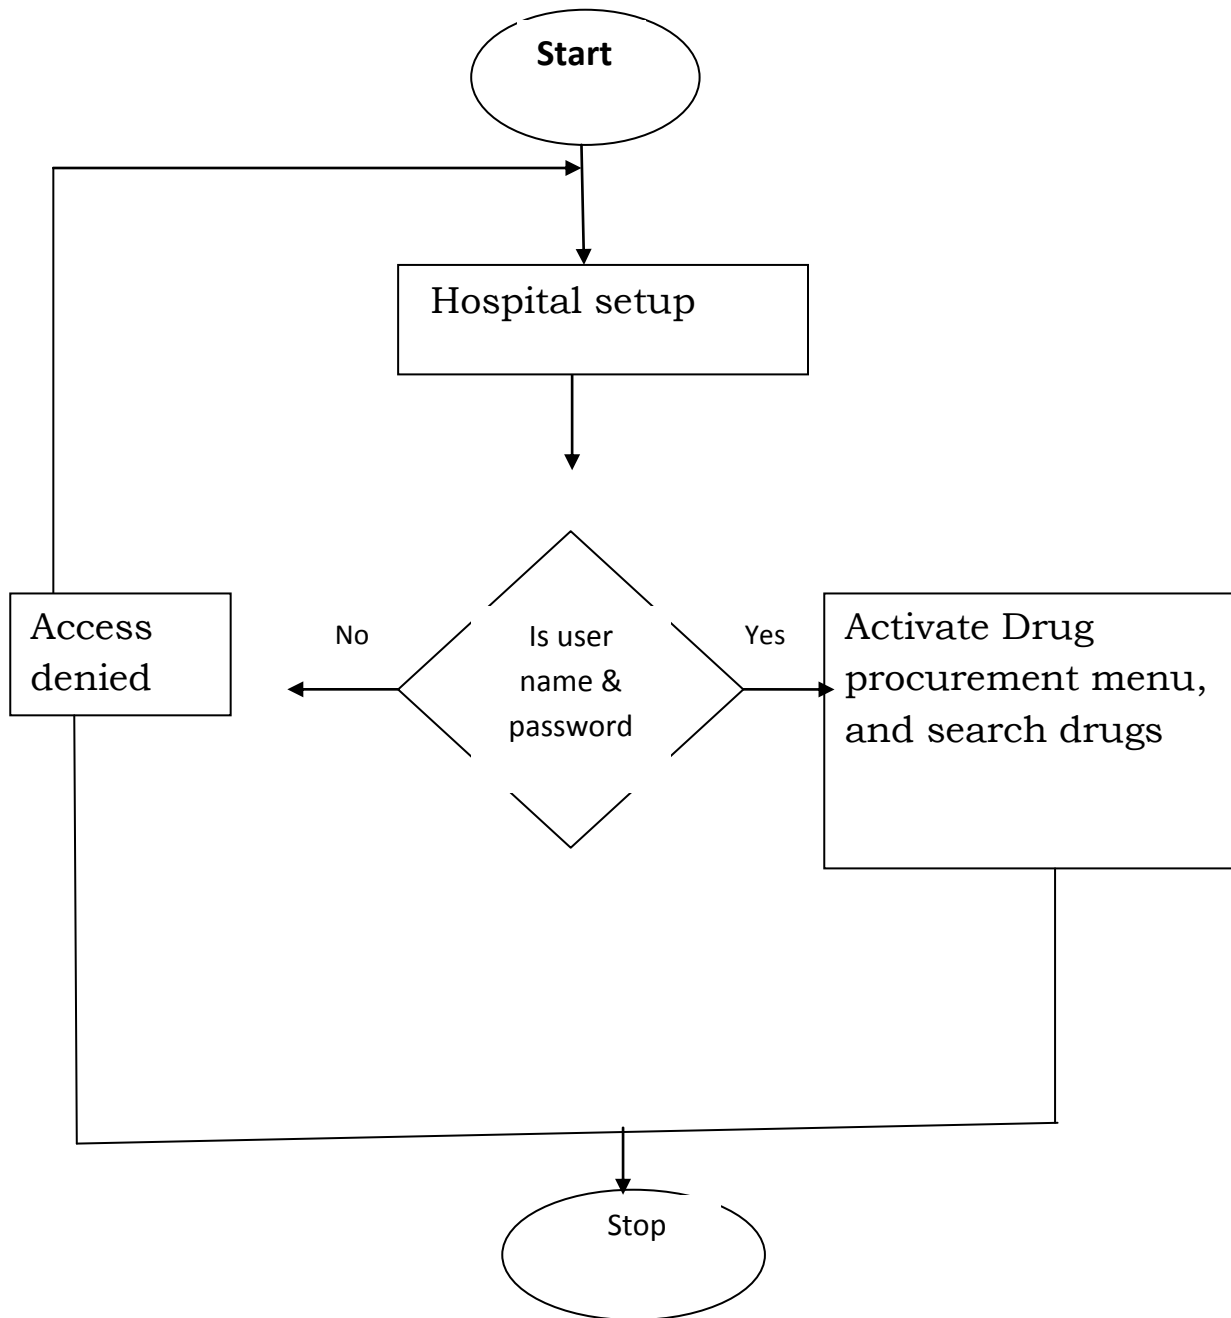 Start
Hospital setup
Access
denied
No
Is user
name &
password
Yes
Activate Drug
procurement menu,
and search drugs
Stop